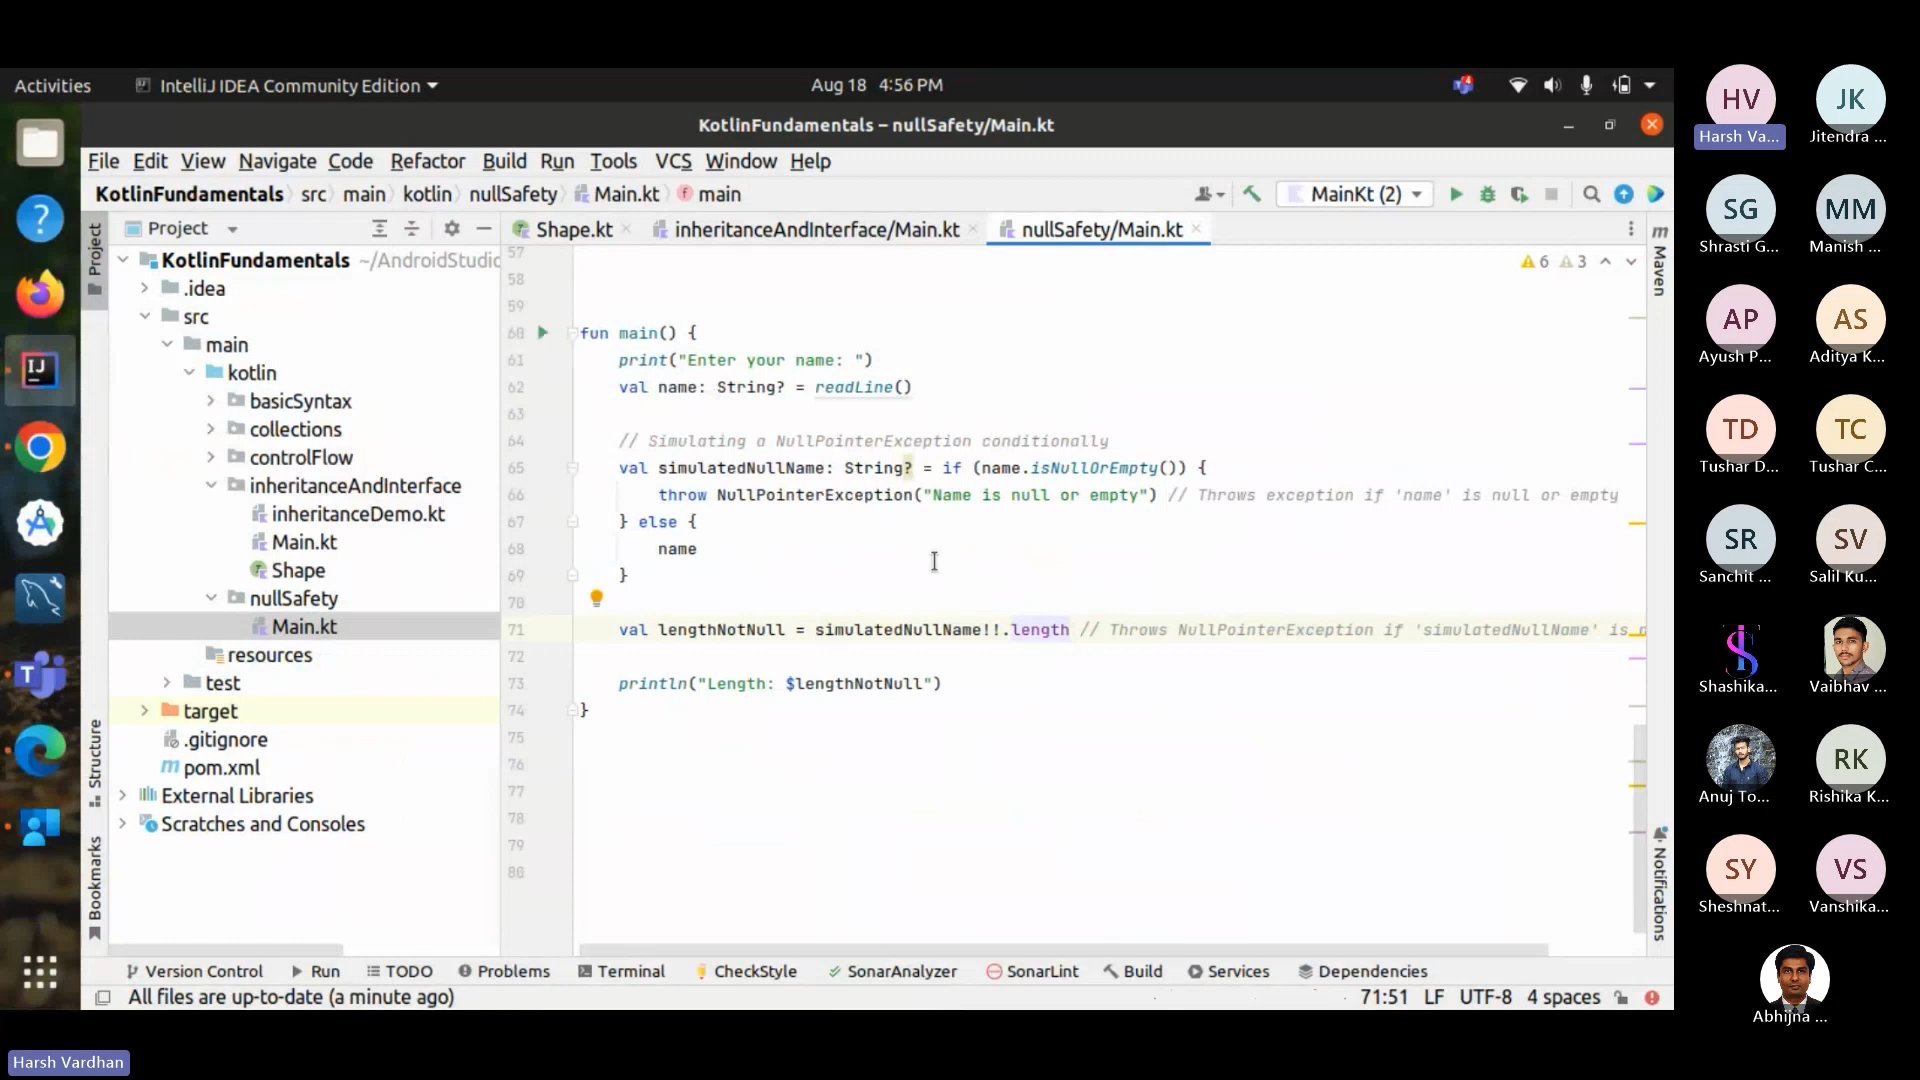 Activities
IntelliJ IDEA Community Edition
Aug 18 4:56 PM
4
KotlinFundamentals – nullSafety/Main.kt
File Edit View Navigate Code Refactor Build Run Tools VCS Window Help
KotlinFundamentals src main kotlin nullSafety Main.kt main
MainKt (2)
Project
Project
Shape.kt
inheritanceAndInterface/Main.kt
nullSafety/Main.kt
Maven
KotlinFundamentals ~/AndroidStudio
.idea
src
main
kotlin
basicSyntax
collections
controlFlow
inheritanceAndInterface
inheritanceDemo.kt
Main.kt
Shape
nullSafety
Main.kt
resources
test
target
.gitignore
pom.xml
External Libraries
Scratches and Consoles
Structure
Bookmarks
6 3
57
58
59
60 fun main() {
61 print("Enter your name: ")
62 val name: String? = readLine()
63
64 // Simulating a NullPointerException conditionally
65 val simulatedNullName: String? = if (name.isNullOrEmpty()) {
66 throw NullPointerException("Name is null or empty") // Throws exception if 'name' is null or empty
67 } else {
68 name
69 }
70
71 val lengthNotNull = simulatedNullName!!.length // Throws NullPointerException if 'simulatedNullName' is
72
73 println("Length: $lengthNotNull")
74 }
75
76
77
78
79
80
Notifications
Version Control Run TODO Problems Terminal CheckStyle SonarAnalyzer SonarLint Build Services Dependencies
All files are up-to-date (a minute ago)
71:51 LF UTF-8 4 spaces
Harsh Vardhan
HV
Harsh Va...
JK
Jitendra ...
SG
Shrasti G...
MM
Manish ...
AP
Ayush P...
AS
Aditya K...
TD
Tushar D...
TC
Tushar C...
SR
Sanchit ...
SV
Salil Ku...
Shashika...
Vaibhav ...
Anuj To...
RK
Rishika K...
SY
Sheshnat...
VS
Vanshika...
Abhijna ...